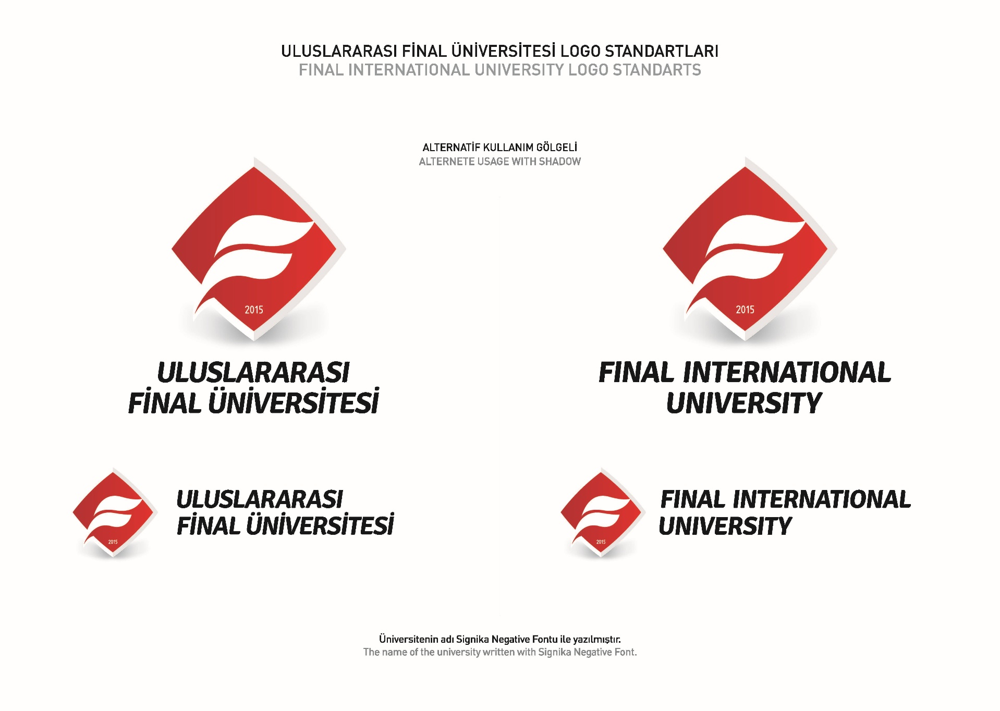 ULUSLARARASI FİNAL ÜNİVERSİTESİ LOGO STANDARTLARI
FINAL INTERNATIONAL UNIVERSITY LOGO STANDARTS
ALTERNATİF KULLANIM GÖLGELİ
ALTERNETE USAGE WITH SHADOW
2015
ULUSLARARASI
FİNAL ÜNİVERSİTESİ
2015
FINAL INTERNATIONAL
UNIVERSITY
2015
ULUSLARARASI
FİNAL ÜNİVERSİTESİ
2015
FINAL INTERNATIONAL
UNIVERSITY
Üniversitenin adı Signika Negative Fontu ile yazılmıştır.
The name of the university written with Signika Negative Font.